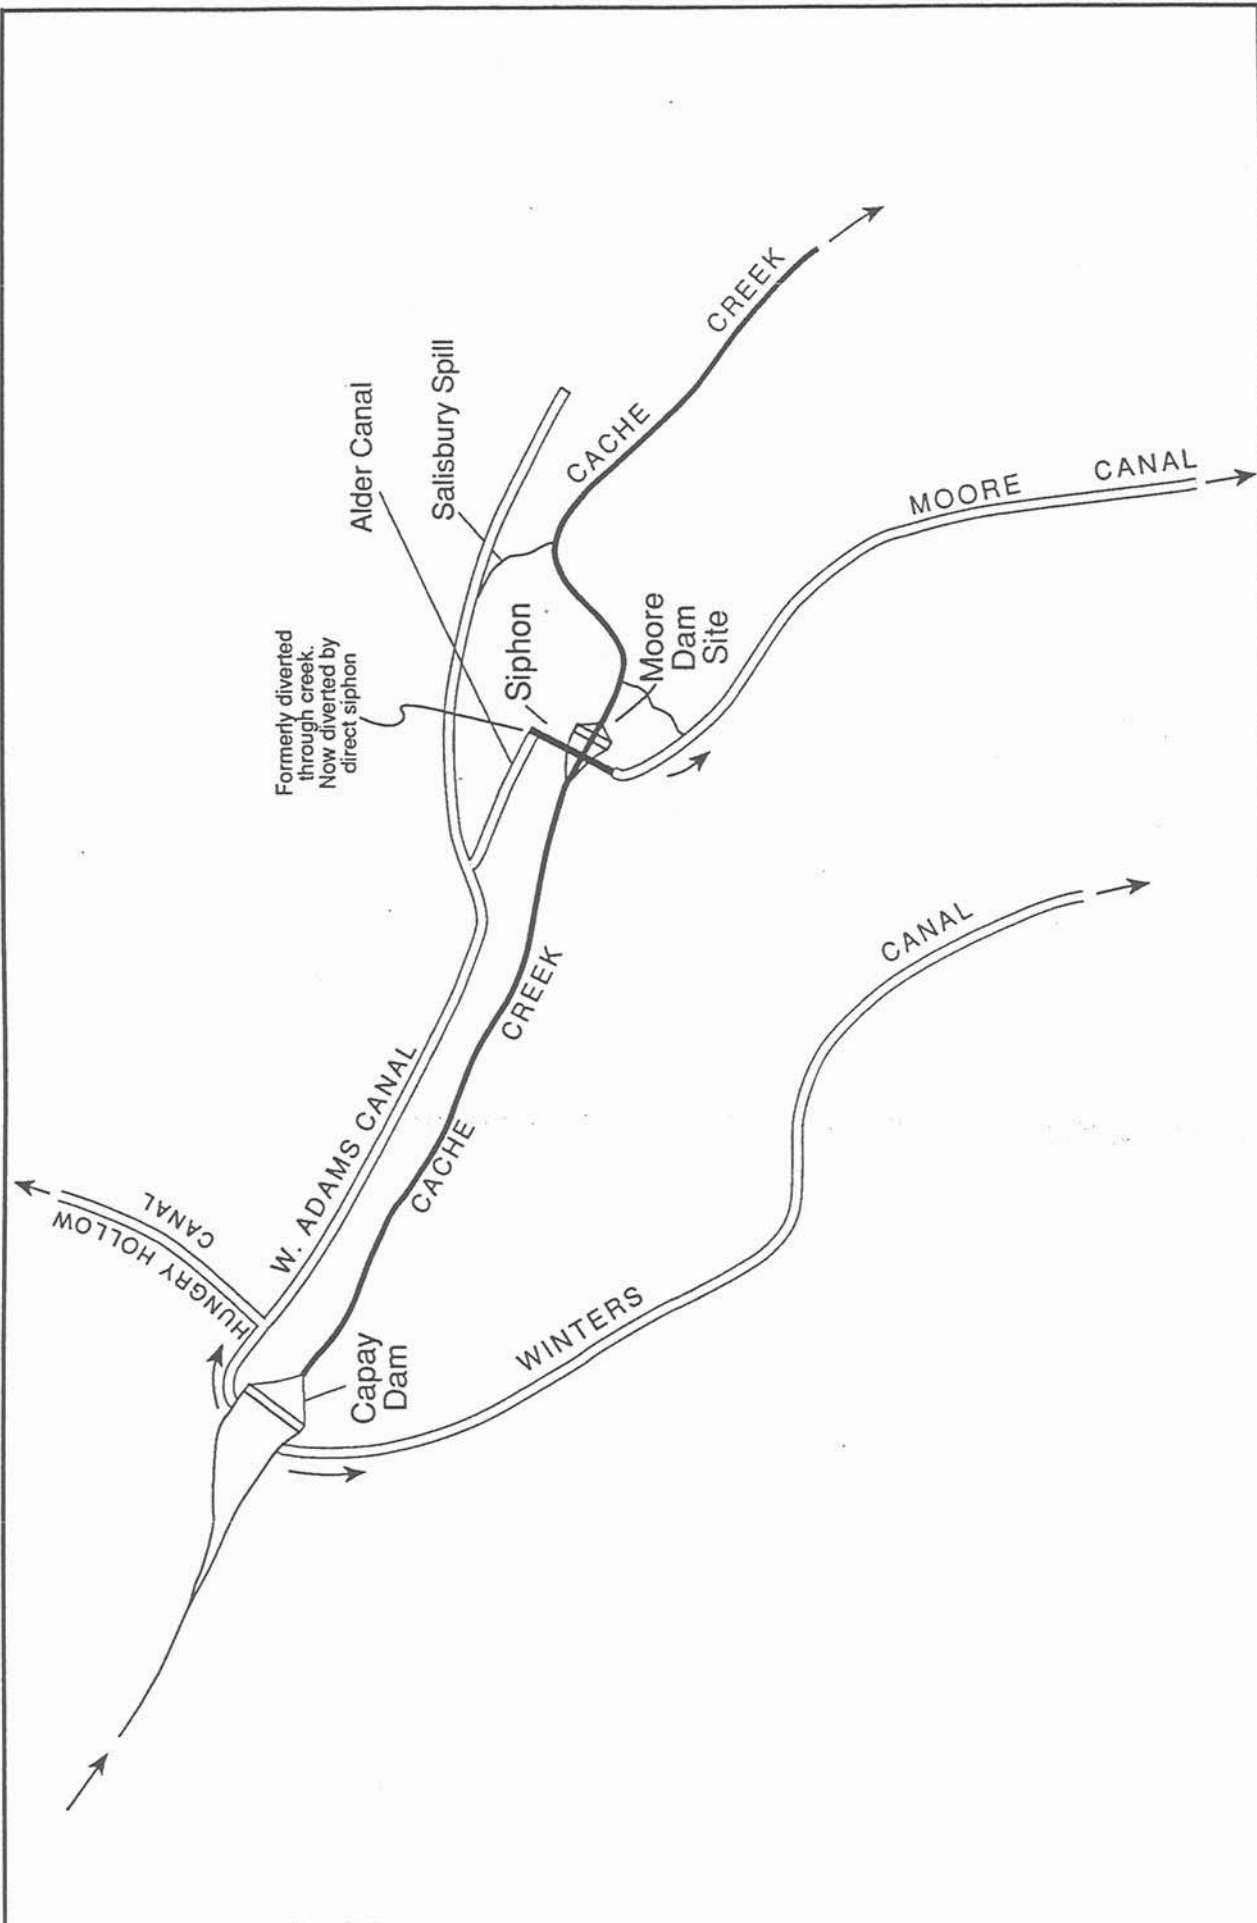 Formerly diverted
through creek.
Now diverted by
direct siphon
Alder Canal
Salisbury Spill
Siphon
Moore
Dam
Site
CACHE CREEK
MOORE CANAL
HUNGRY HOLLOW
CANAL
W. ADAMS CANAL
CACHE CREEK
Capay
Dam
WINTERS CANAL